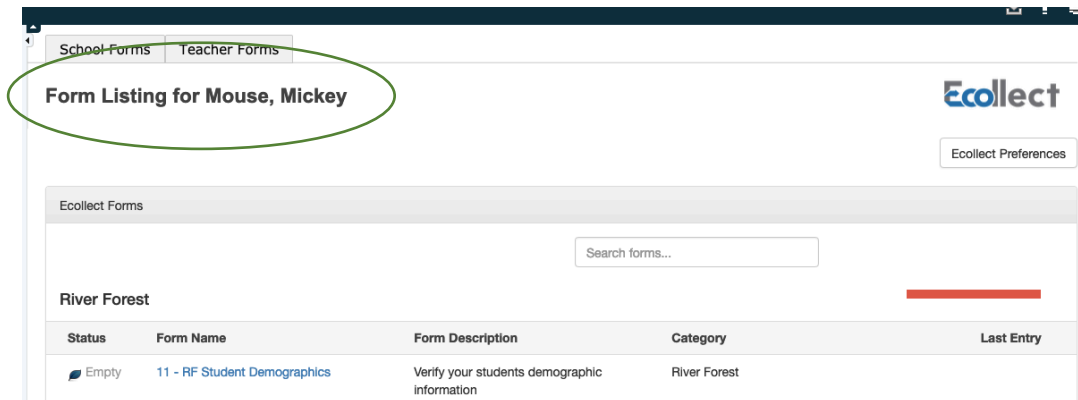 School Forms Teacher Forms
Form Listing for Mouse, Mickey
Ecollect
Ecollect Preferences
Ecollect Forms
Search forms...
River Forest
Status Form Name Form Description Category Last Entry
Empty 11 - RF Student Demographics Verify your students demographic River Forest
information